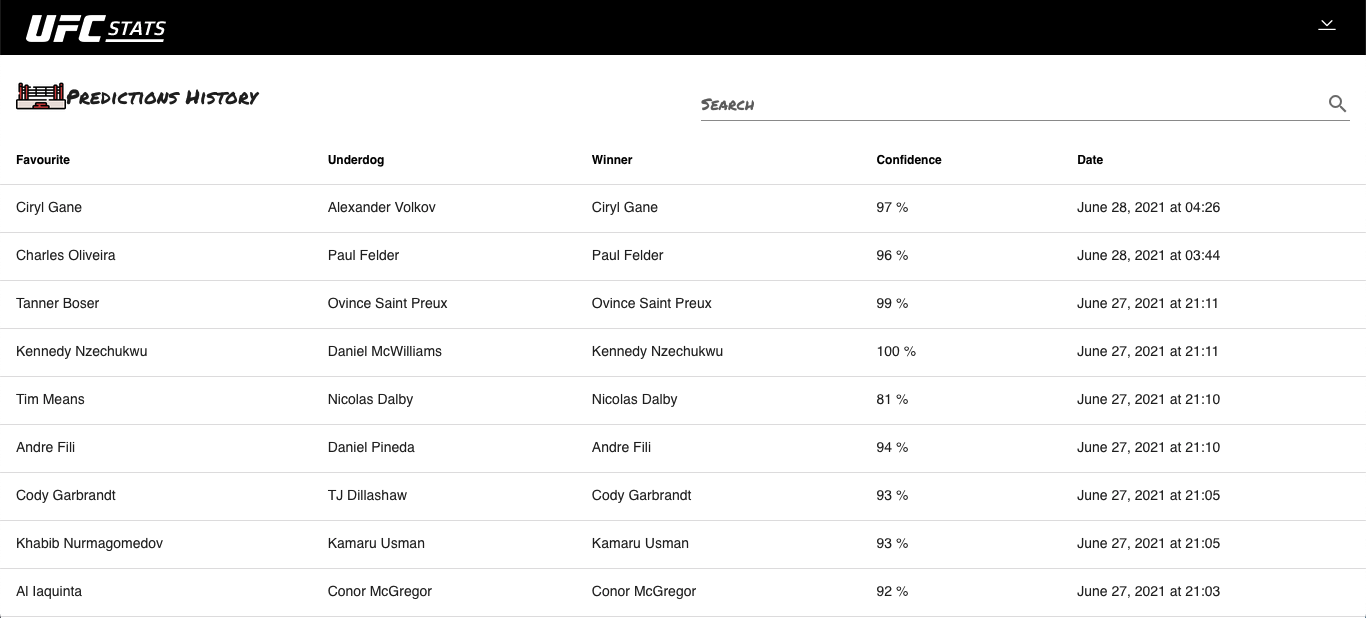 UFC STATS
Predictions History
Search
Favourite Underdog Winner Confidence Date
Ciryl Gane Alexander Volkov Ciryl Gane 97 % June 28, 2021 at 04:26
Charles Oliveira Paul Felder Paul Felder 96 % June 28, 2021 at 03:44
Tanner Boser Ovince Saint Preux Ovince Saint Preux 99 % June 27, 2021 at 21:11
Kennedy Nzechukwu Daniel McWilliams Kennedy Nzechukwu 100 % June 27, 2021 at 21:11
Tim Means Nicolas Dalby Nicolas Dalby 81 % June 27, 2021 at 21:10
Andre Fili Daniel Pineda Andre Fili 94 % June 27, 2021 at 21:10
Cody Garbrandt TJ Dillashaw Cody Garbrandt 93 % June 27, 2021 at 21:05
Khabib Nurmagomedov Kamaru Usman Kamaru Usman 93 % June 27, 2021 at 21:05
Al Iaquinta Conor McGregor Conor McGregor 92 % June 27, 2021 at 21:03